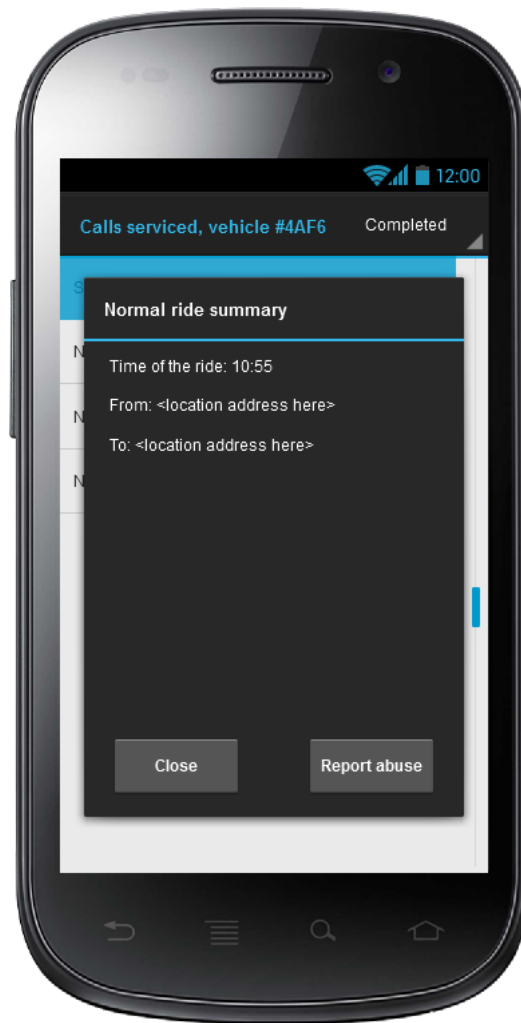 12:00
Calls serviced, vehicle #4AF6
Completed
S
Normal ride summary
N
Time of the ride: 10:55
From: <location address here>
N
To: <location address here>
N
Close
Report abuse